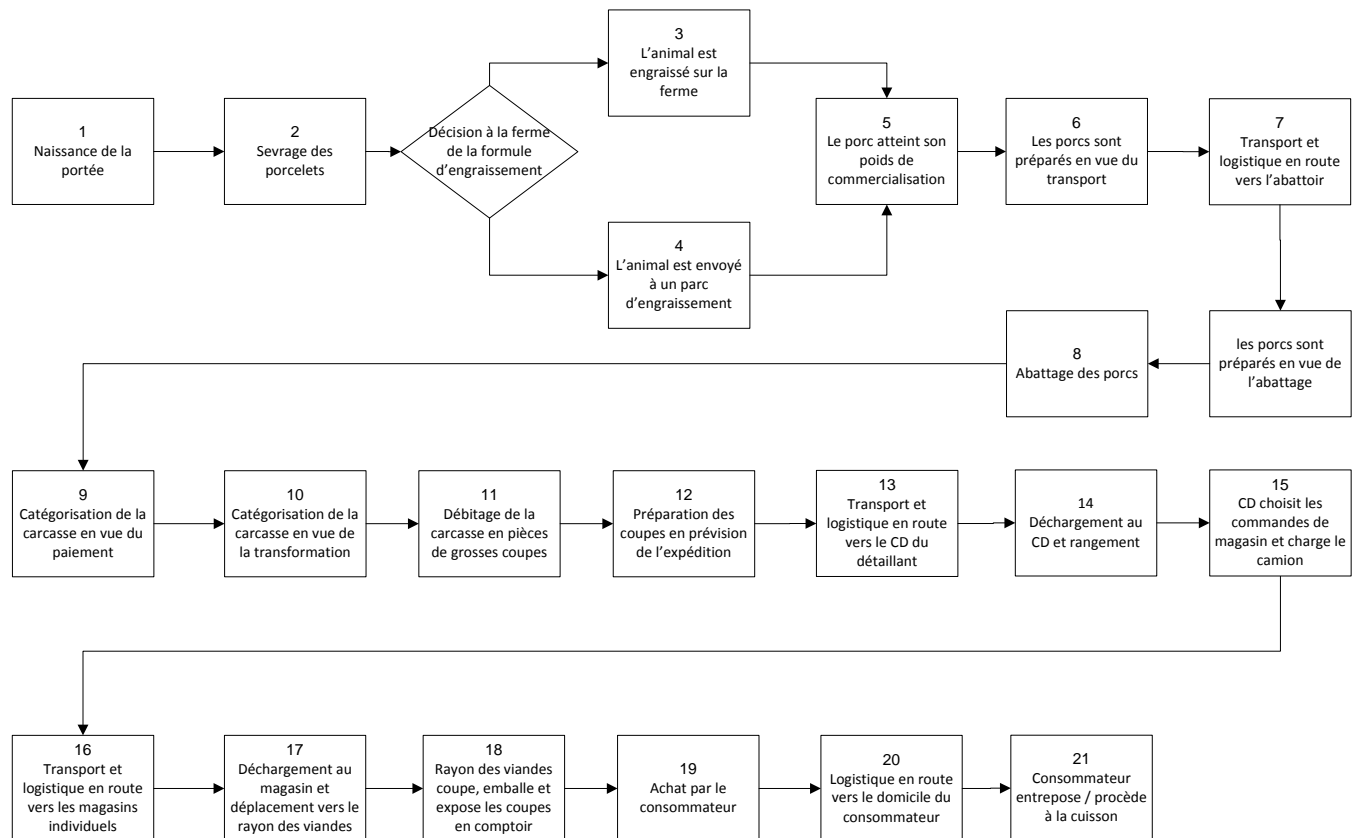 1
Naissance de la
portée
2
Sevrage des
porcelets
Décision à la ferme
de la formule
d’engraissement
3
L’animal est
engraissé sur la
ferme
4
L’animal est envoyé
à un parc
d’engraissement
5
Le porc atteint son
poids de
commercialisation
6
Les porcs sont
préparés en vue du
transport
7
Transport et
logistique en route
vers l’abattoir
les porcs sont
préparés en vue de
l’abattage
8
Abattage des porcs
9
Catégorisation de la
carcasse en vue du
paiement
10
Catégorisation de la
carcasse en vue de
la transformation
11
Débitage de la
carcasse en pièces
de grosses coupes
12
Préparation des
coupes en prévision
de l’expédition
13
Transport et
logistique en route
vers le CD du
détaillant
14
Déchargement au
CD et rangement
15
CD choisit les
commandes de
magasin et charge le
camion
16
Transport et
logistique en route
vers les magasins
individuels
17
Déchargement au
magasin et
déplacement vers le
rayon des viandes
18
Rayon des viandes
coupe, emballe et
expose les coupes
en comptoir
19
Achat par le
consommateur
20
Logistique en route
vers le domicile du
consommateur
21
Consommateur
entrepose / procède
à la cuisson